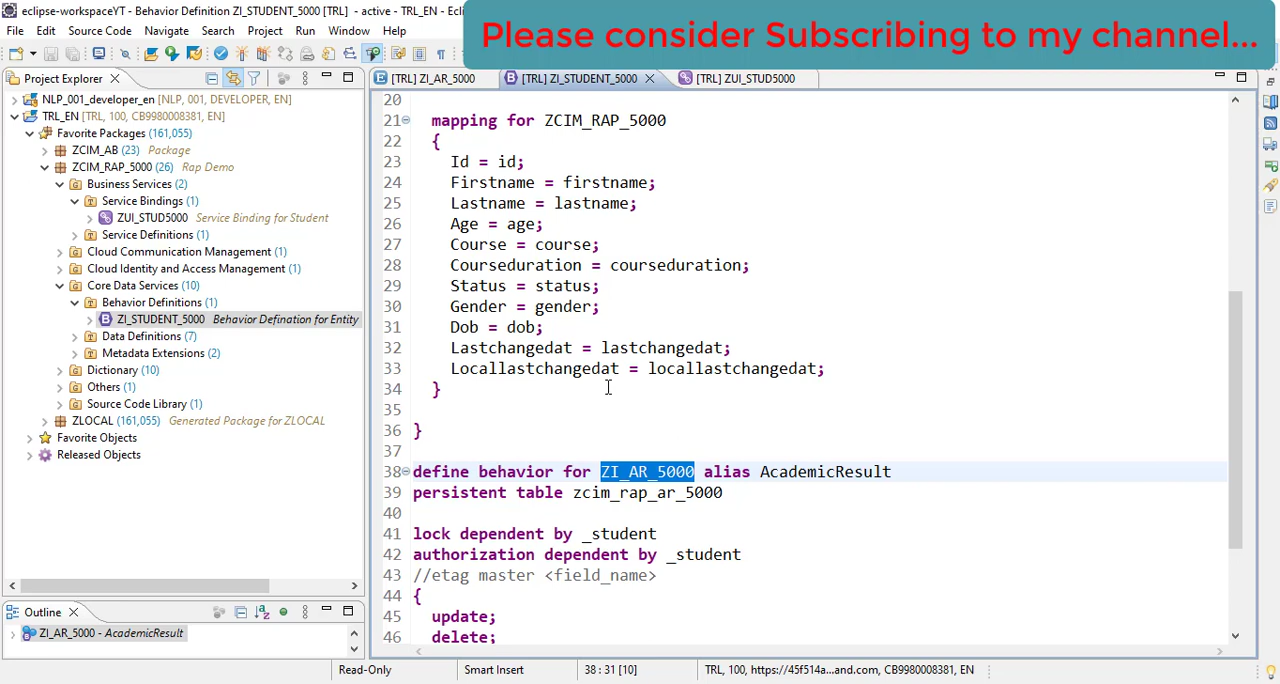 eclipse-workspaceYT - Behavior Definition ZI_STUDENT_5000 [TRL] - active - TRL_EN - Ecl
Please consider Subscribing to my channel...
File Edit Source Code Navigate Search Project Run Window Help
Project Explorer
[TRL] ZI_AR_5000
[TRL] ZI_STUDENT_5000
[TRL] ZUI_STUD5000
NLP_001_developer_en [NLP, 001, DEVELOPER, EN]
TRL_EN [TRL, 100, CB9980008381, EN]
Favorite Packages (161,055)
ZCIM_AB (23) Package
ZCIM_RAP_5000 (26) Rap Demo
Business Services (2)
Service Bindings (1)
ZUI_STUD5000 Service Binding for Student
Service Definitions (1)
Cloud Communication Management (1)
Cloud Identity and Access Management (1)
Core Data Services (10)
Behavior Definitions (1)
ZI_STUDENT_5000 Behavior Defination for Entity
Data Definitions (7)
Metadata Extensions (2)
Dictionary (10)
Others (1)
Source Code Library (1)
ZLOCAL (161,055) Generated Package for ZLOCAL
Favorite Objects
Released Objects
20
21 mapping for ZCIM_RAP_5000
22 {
23 Id = id;
24 Firstname = firstname;
25 Lastname = lastname;
26 Age = age;
27 Course = course;
28 Courseduration = courseduration;
29 Status = status;
30 Gender = gender;
31 Dob = dob;
32 Lastchangedat = lastchangedat;
33 Locallastchangedat = locallastchangedat;
34 }
35
36 }
37
38 define behavior for ZI_AR_5000 alias AcademicResult
39 persistent table zcim_rap_ar_5000
40
41 lock dependent by _student
42 authorization dependent by _student
43 //etag master <field_name>
44 {
45 update;
46 delete;
Outline
ZI_AR_5000 - AcademicResult
Read-Only
Smart Insert
38 : 31 [10]
TRL, 100, https://45f514a...and.com, CB9980008381, EN